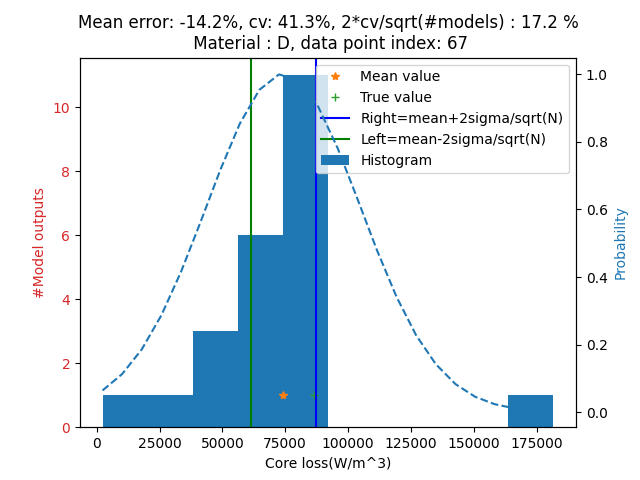 Mean error: -14.2%, cv: 41.3%, 2*cv/sqrt(#models) : 17.2 %
Material : D, data point index: 67
Mean value
True value
Right=mean+2sigma/sqrt(N)
Left=mean-2sigma/sqrt(N)
Histogram
#Model outputs
10
8
6
4
2
0
1.0
0.8
0.6
0.4
0.2
0.0
Probability
0
25000
50000
75000
100000
125000
150000
175000
Core loss(W/m^3)